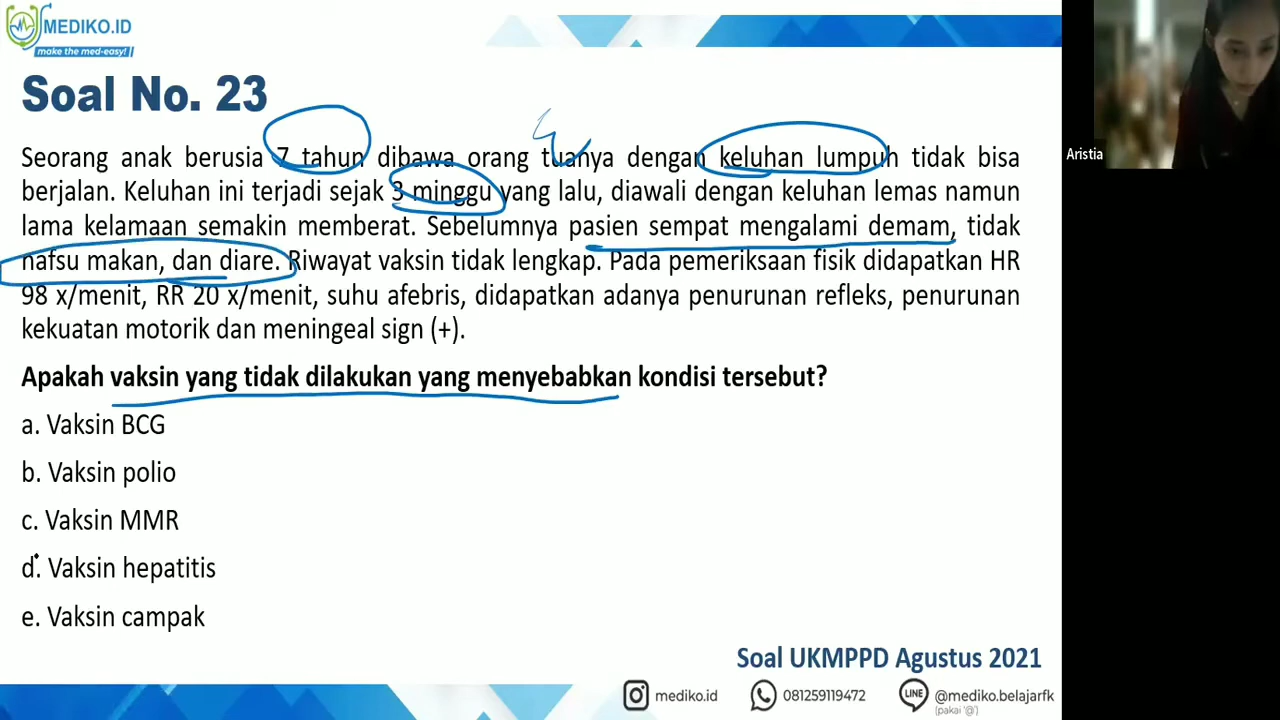 MEDIKO.ID
make the med-easy!
Soal No. 23
Seorang anak berusia 7 tahun dibawa orang tuanya dengan keluhan lumpuh tidak bisa
berjalan. Keluhan ini terjadi sejak 3 minggu yang lalu, diawali dengan keluhan lemas namun
lama kelamaan semakin memberat. Sebelumnya pasien sempat mengalami demam, tidak
nafsu makan, dan diare. Riwayat vaksin tidak lengkap. Pada pemeriksaan fisik didapatkan HR
98 x/menit, RR 20 x/menit, suhu afebris, didapatkan adanya penurunan refleks, penurunan
kekuatan motorik dan meningeal sign (+).
Apakah vaksin yang tidak dilakukan yang menyebabkan kondisi tersebut?
a. Vaksin BCG
b. Vaksin polio
c. Vaksin MMR
d. Vaksin hepatitis
e. Vaksin campak
Soal UKMPPD Agustus 2021
mediko.id
081259119472
LINE
@mediko.belajarfk
(pakai '@')
Aristia